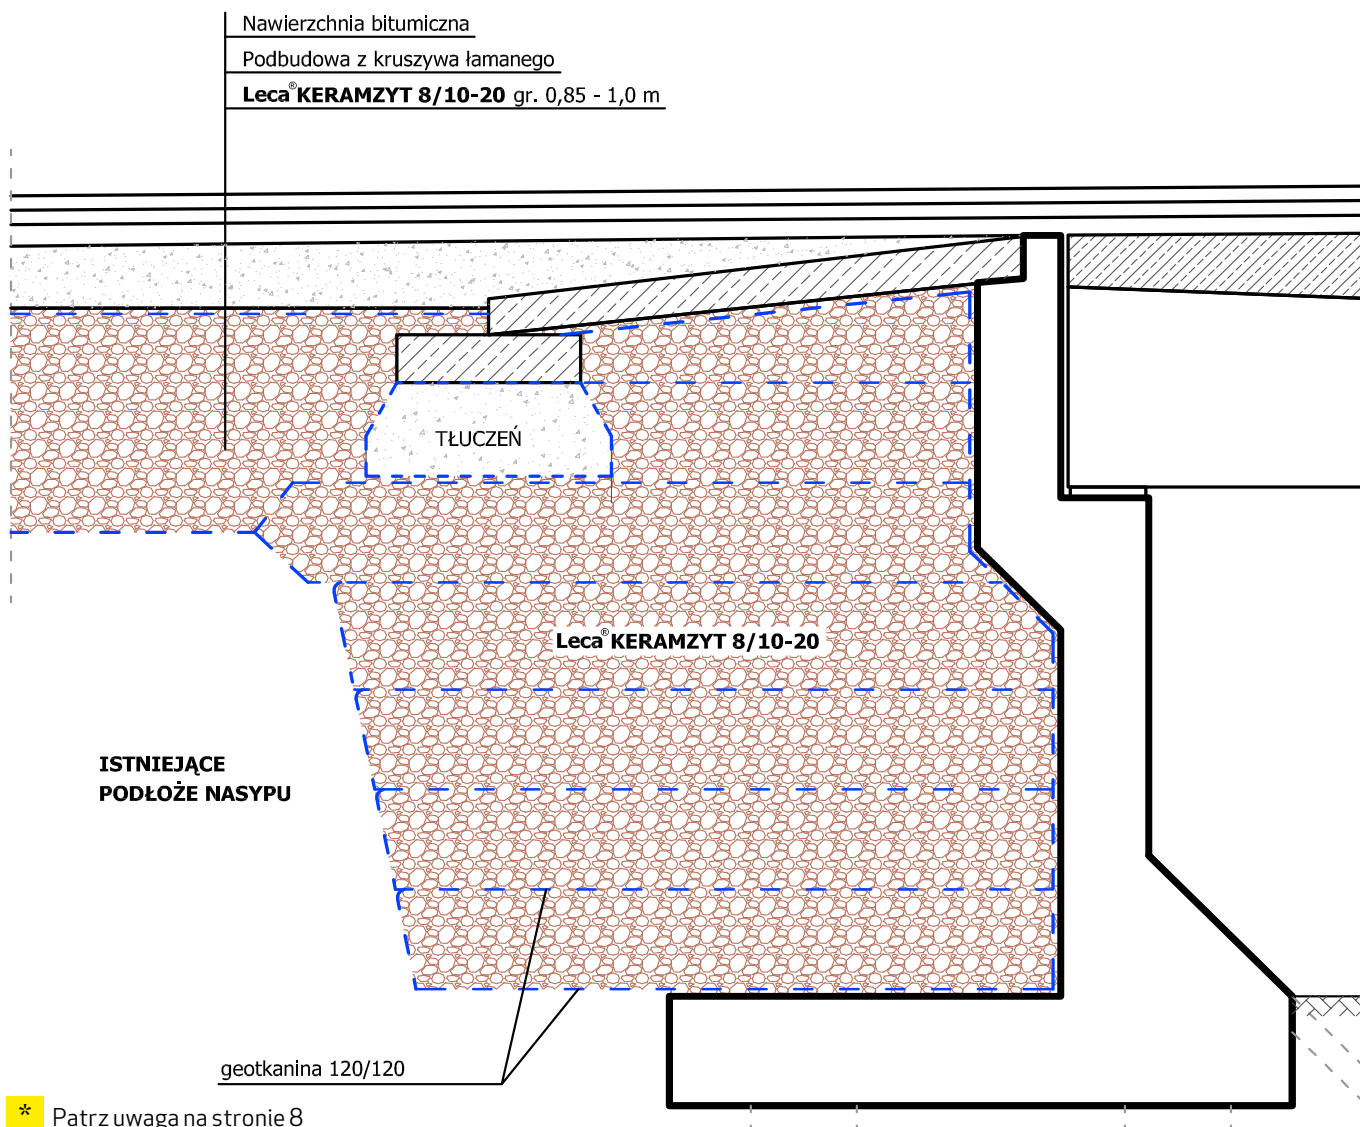 Nawierzchnia bitumiczna
Podbudowa z kruszywa łamanego
Leca® KERAMZYT 8/10-20 gr. 0,85 - 1,0 m
TŁUCZEŃ
Leca® KERAMZYT 8/10-20
ISTNIEJĄCE
PODŁOŻE NASYPU
geotkanina 120/120
* Patrz uwaga na stronie 8